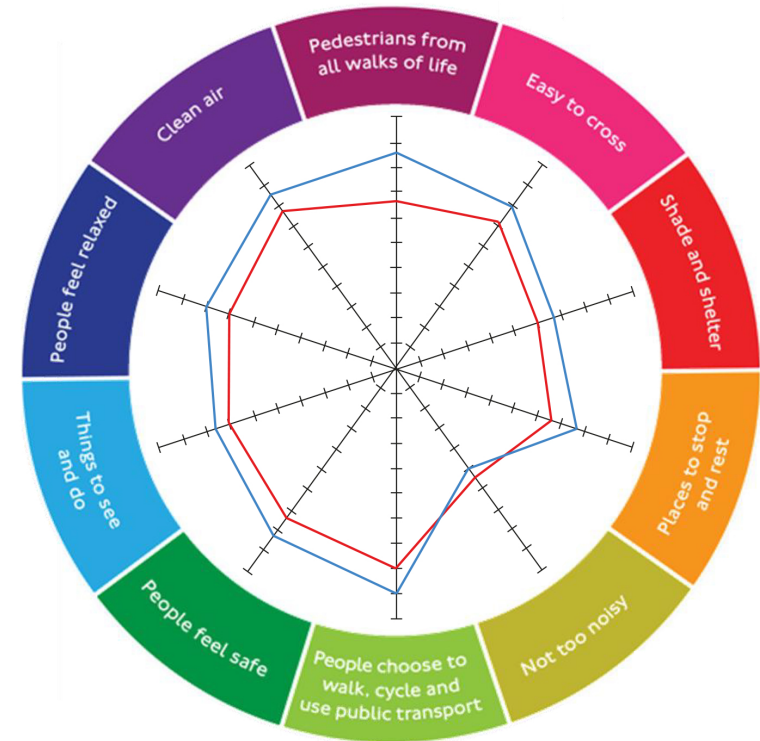 Pedestrians from
all walks of life
Easy to cross
Shade and shelter
Places to stop
and rest
Not too noisy
People choose to
walk, cycle and
use public transport
People feel safe
Things to see
and do
People feel relaxed
Clean air